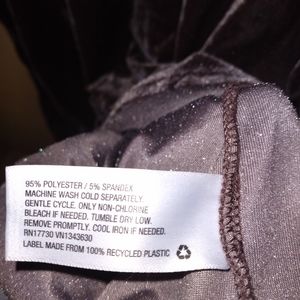 95% POLYESTER / 5% SPANDEX
MACHINE WASH COLD SEPARATELY.
GENTLE CYCLE. ONLY NON-CHLORINE
BLEACH IF NEEDED. TUMBLE DRY LOW.
REMOVE PROMPTLY. COOL IRON IF NEEDED.
RN17730 VN1343630
LABEL MADE FROM 100% RECYCLED PLASTIC